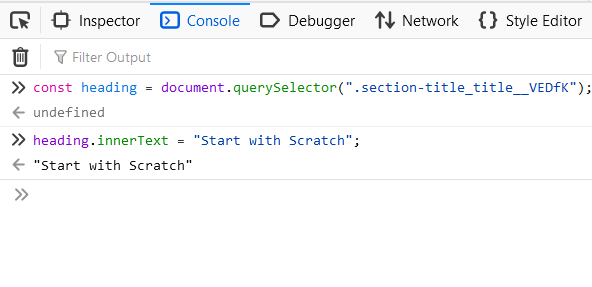 Inspector Console Debugger Network {} Style Editor
Filter Output
const heading = document.querySelector(".section-title_title__VEDfK");
undefined
heading.innerText = "Start with Scratch";
"Start with Scratch"